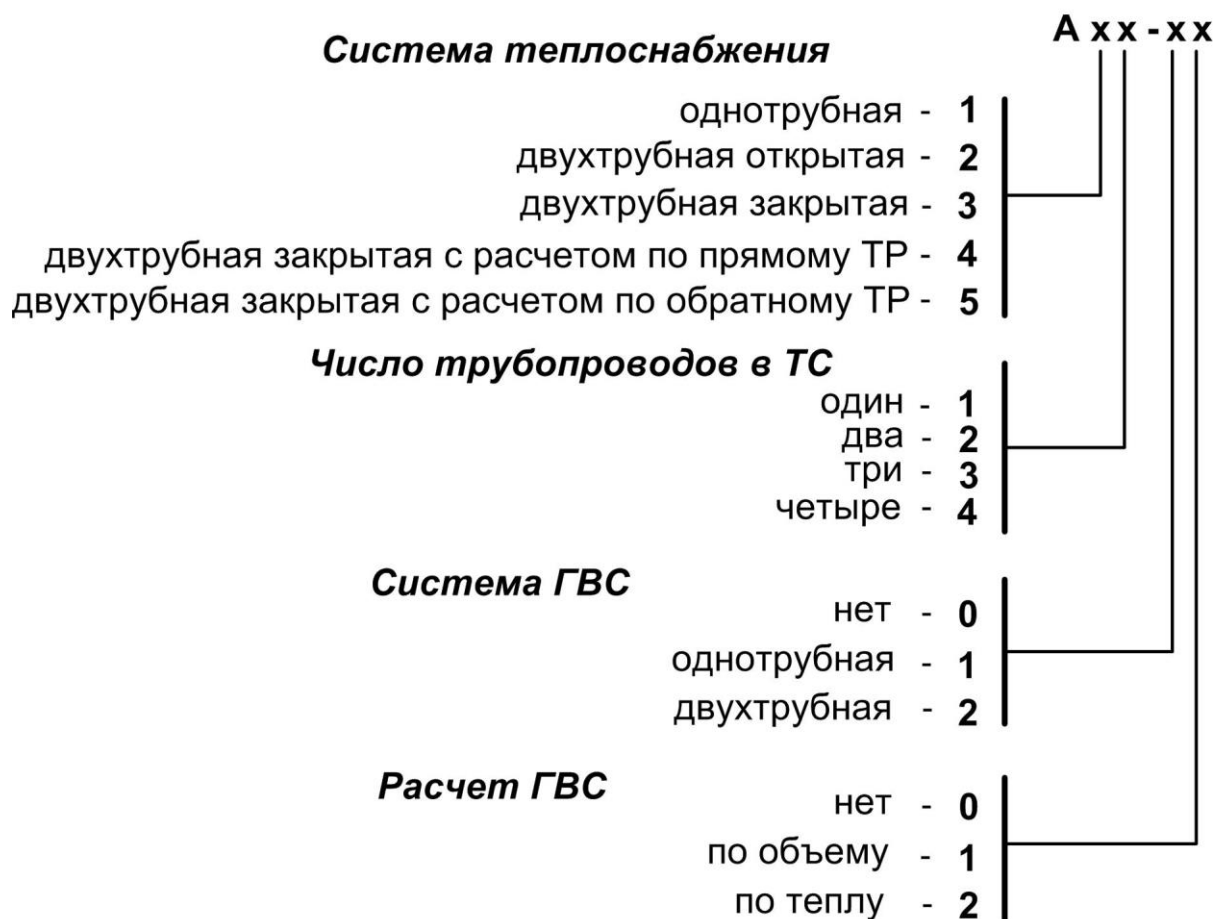 А х х - х х
Система теплоснабжения
однотрубная - 1
двухтрубная открытая - 2
двухтрубная закрытая - 3
двухтрубная закрытая с расчетом по прямому ТР - 4
двухтрубная закрытая с расчетом по обратному ТР - 5
Число трубопроводов в ТС
один - 1
два - 2
три - 3
четыре - 4
Система ГВС
нет - 0
однотрубная - 1
двухтрубная - 2
Расчет ГВС
нет - 0
по объему - 1
по теплу - 2